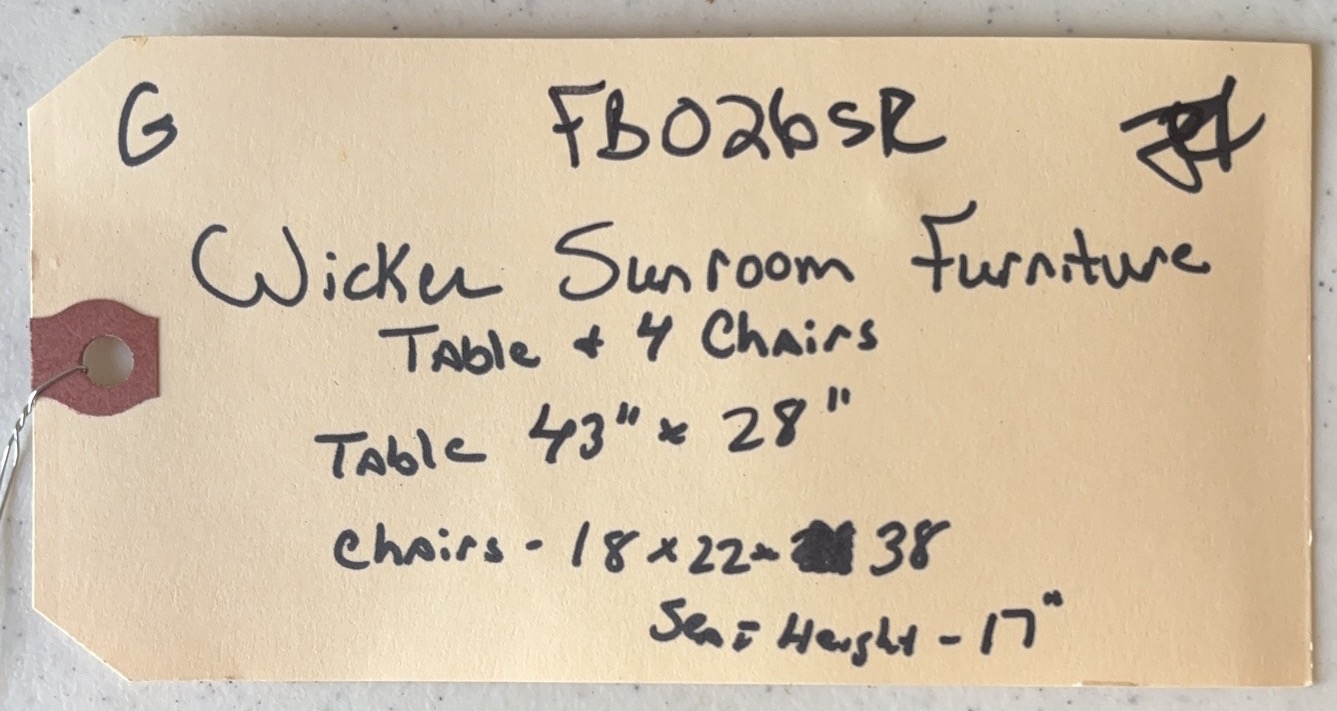 G FB026SR
Wicker Sunroom Furniture
Table + 4 Chairs
Table 43" x 28"
Chairs - 18 x 22 x 38
Seat Height - 17"